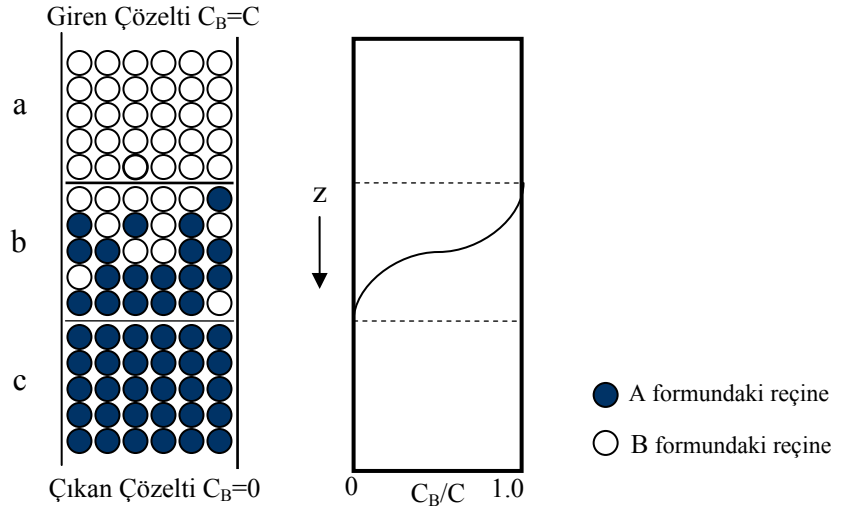 Giren Çözelti C_B=C
a
b
c
Çıkan Çözelti C_B=0
z
0
C_B/C
1.0
A formundaki reçine
B formundaki reçine